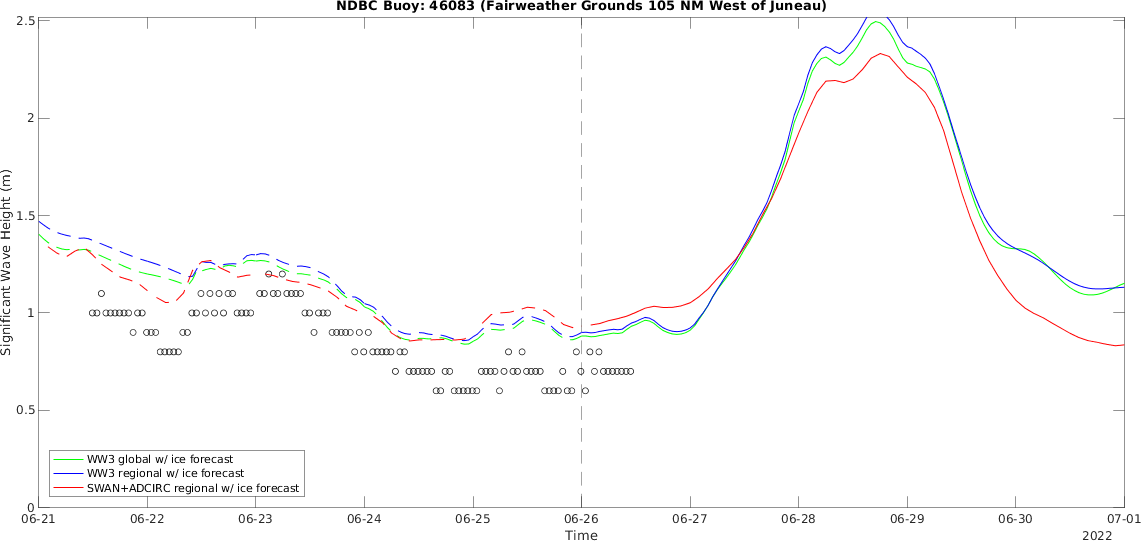 NDBC Buoy: 46083 (Fairweather Grounds 105 NM West of Juneau)
2.5
2
1.5
1
0.5
0
Significant Wave Height (m)
WW3 global w/ ice forecast
WW3 regional w/ ice forecast
SWAN+ADCIRC regional w/ ice forecast
06-21 06-22 06-23 06-24 06-25 06-26 06-27 06-28 06-29 06-30 07-01
Time
2022